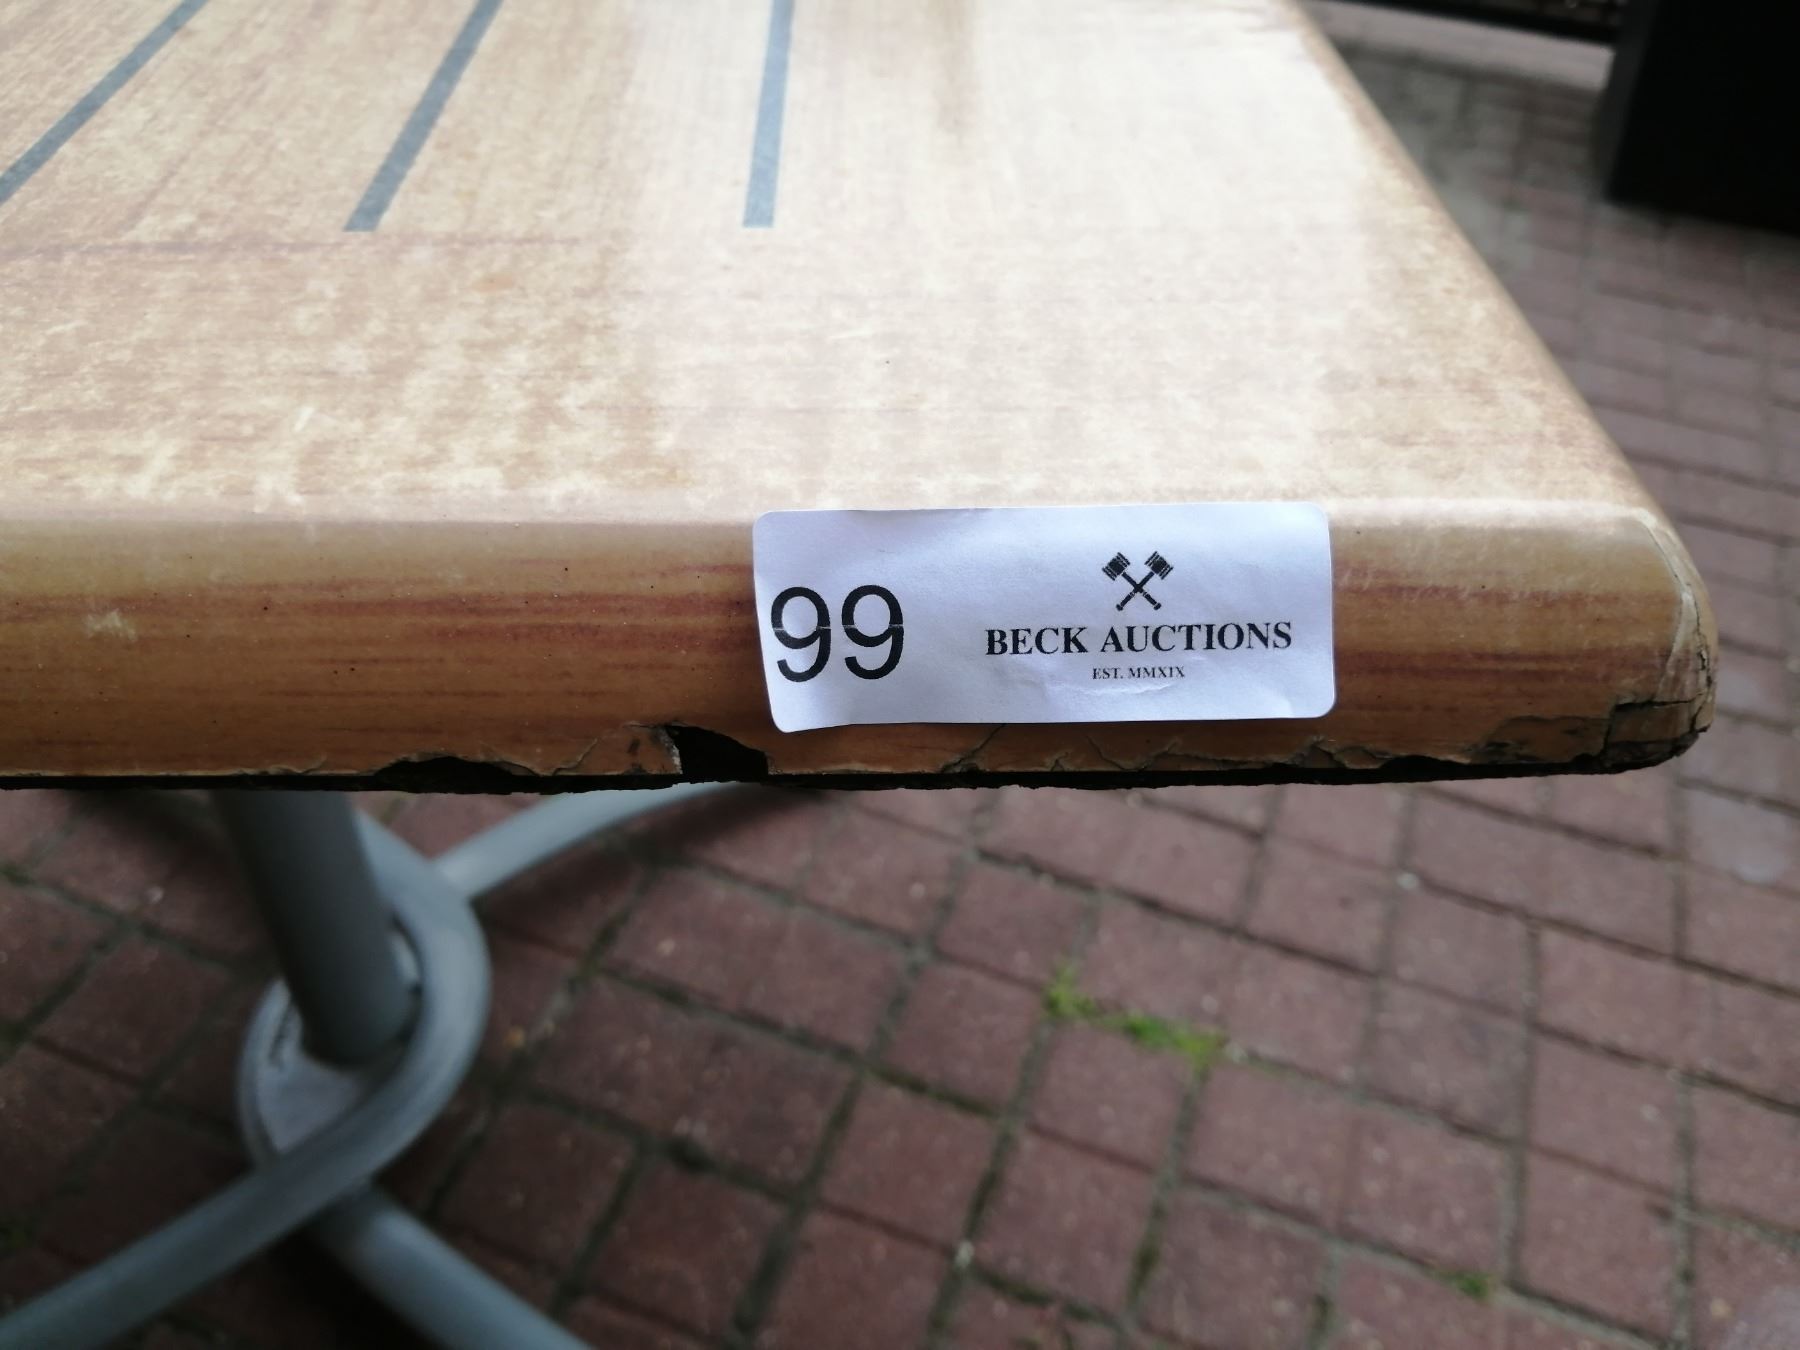 99
BECK AUCTIONS
EST. MMXIX